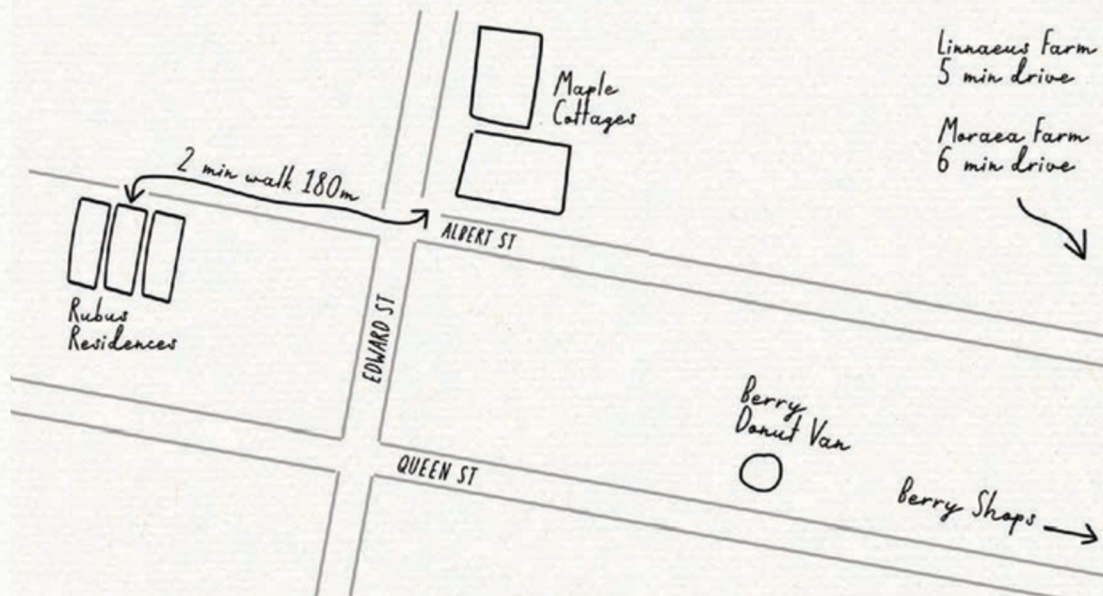 Linnaeus Farm
5 min drive
Maple
Cottages
Moraea Farm
6 min drive
2 min walk 180m
ALBERT ST
Rubus
Residences
EDWARD ST
Berry
Donut Van
QUEEN ST
Berry Shops